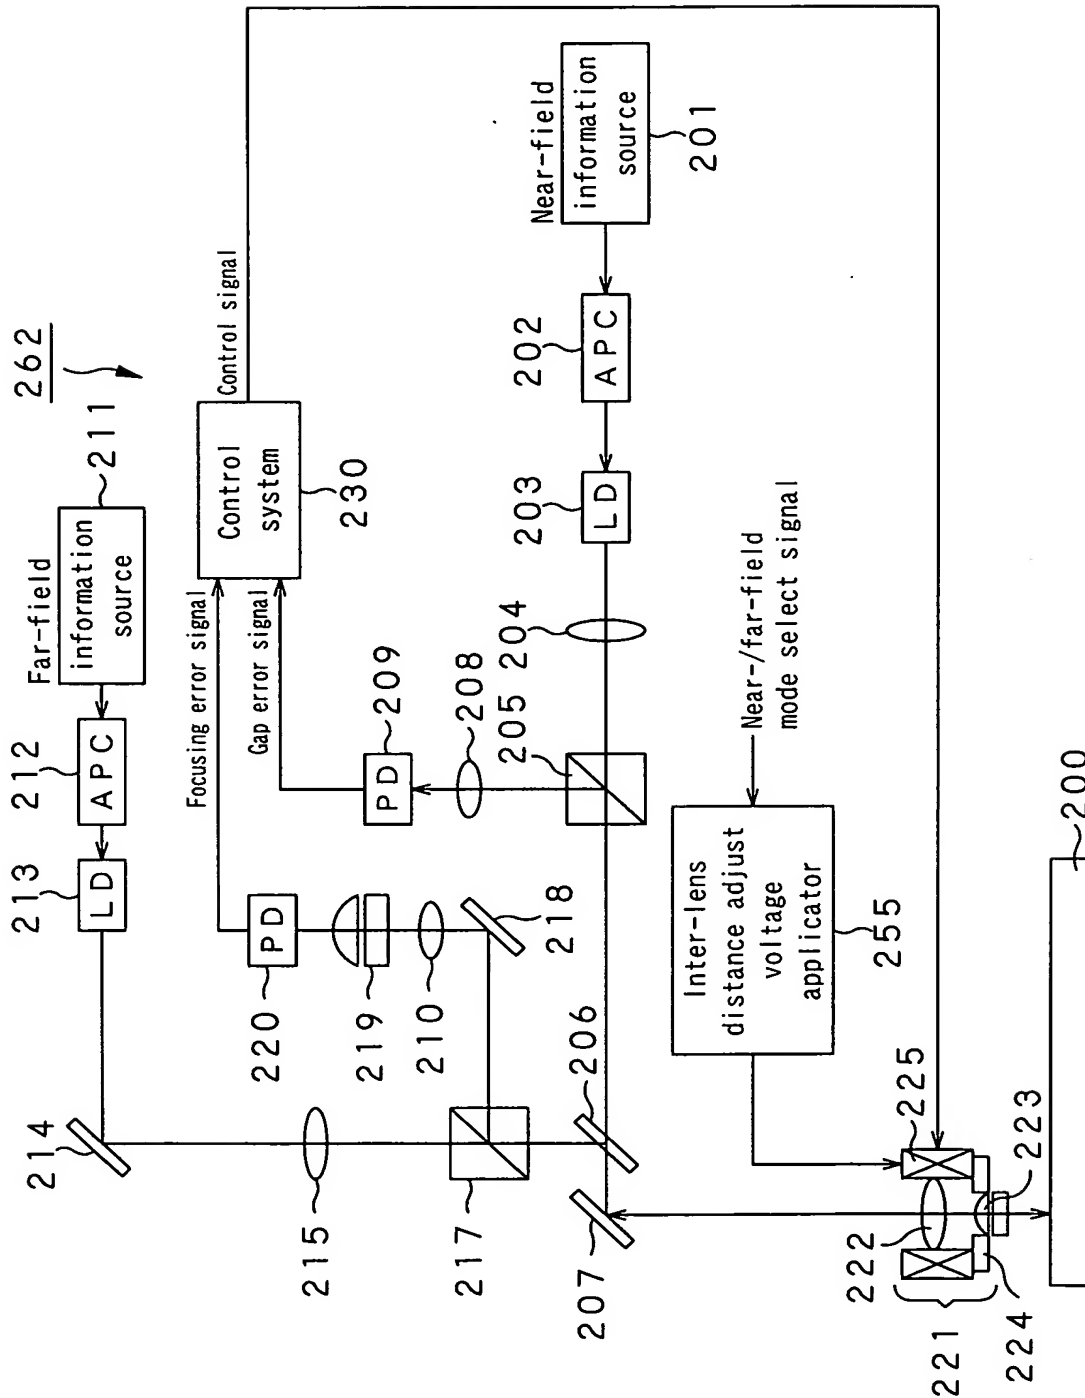 262
Far-field
information
source
211
APC
212
LD
213
214
215
217
Focusing error signal
Gap error signal
Control signal
Control
system
230
PD
220
219
210
218
PD
209
208
205
204
LD
203
APC
202
Near-field
information
source
201
206
207
Near-/far-field
mode select signal
Inter-lens
distance adjust
voltage
applicator
255
225
223
222
221
224
200